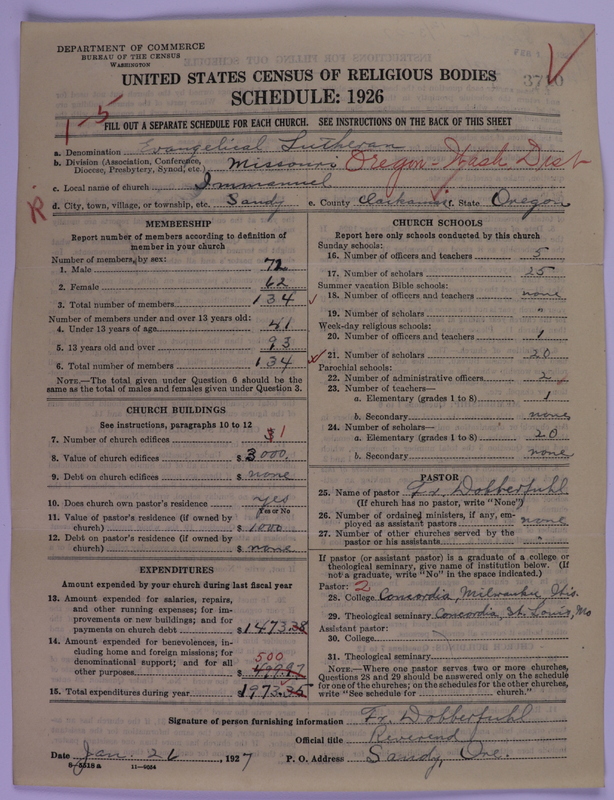 DEPARTMENT OF COMMERCE
BUREAU OF THE CENSUS
WASHINGTON
UNITED STATES CENSUS OF RELIGIOUS BODIES
SCHEDULE: 1926
1-5
FILL OUT A SEPARATE SCHEDULE FOR EACH CHURCH. SEE INSTRUCTIONS ON THE BACK OF THIS SHEET
a. Denomination Evangelical Lutheran
b. Division (Association, Conference, Diocese, Presbytery, Synod, etc.) Missouri Oregon-Wash. Dist
c. Local name of church Immanuel
d. City, town, village, or township, etc. Sandy e. County Clackamas f. State Oregon
MEMBERSHIP
Report number of members according to definition of
member in your church
Number of members, by sex:
1. Male 72
2. Female 62
3. Total number of members 134
Number of members under and over 13 years old:
4. Under 13 years of age 41
5. 13 years old and over 93
6. Total number of members 134
NOTE.—The total given under Question 6 should be
same as the total of males and females given under Question 3.
CHURCH BUILDINGS
See instructions, paragraphs 10 to 12
7. Number of church edifices 1
8. Value of church edifices $ 3000.
9. Debt on church edifices $ none
10. Does church own pastor's residence yes
Yes or No
11. Value of pastor's residence (if owned by
church) $ 1000
12. Debt on pastor's residence (if owned by
church) $ none
EXPENDITURES
Amount expended by your church during last fiscal year
13. Amount expended for salaries, repairs,
and other running expenses; for im-
provements or new buildings; and for
payments on church debt $ 1473.38
14. Amount expended for benevolences, in-
cluding home and foreign missions; for
denominational support; and for all
other purposes $ 500 499.97
15. Total expenditures during year $ 1973.35
CHURCH SCHOOLS
Report here only schools conducted by this church
Sunday schools:
16. Number of officers and teachers 5
17. Number of scholars 25
Summer vacation Bible schools:
18. Number of officers and teachers none
19. Number of scholars "
Week-day religious schools:
20. Number of officers and teachers 1
21. Number of scholars 20
Parochial schools:
22. Number of administrative officers 2
23. Number of teachers—
a. Elementary (grades 1 to 8) 1
b. Secondary none
24. Number of scholars—
a. Elementary (grades 1 to 8) 20
b. Secondary none
PASTOR
25. Name of pastor Fr. Dobberfuhl
(If church has no pastor, write "None")
26. Number of ordained ministers, if any, em-
ployed as assistant pastors none
27. Number of other churches served by the
pastor or his assistants "
If pastor (or assistant pastor) is a graduate of a college or
theological seminary, give name of institution below. (If
not a graduate, write "No" in the space indicated.)
Pastor: 2
28. College Concordia, Milwaukee, Wis.
29. Theological seminary Concordia, St. Louis, Mo
Assistant pastor:
30. College
31. Theological seminary
NOTE.—Where one pastor serves two or more churches,
Questions 28 and 29 should be answered only on the schedule
for one of the churches; on the schedules for the other churches,
write "See schedule for church."
Signature of person furnishing information Fr. Dobberfuhl
Official title Reverend
Date Jan. 26, 1927 P. O. Address Sandy, Ore.
8-5518a 11-9084